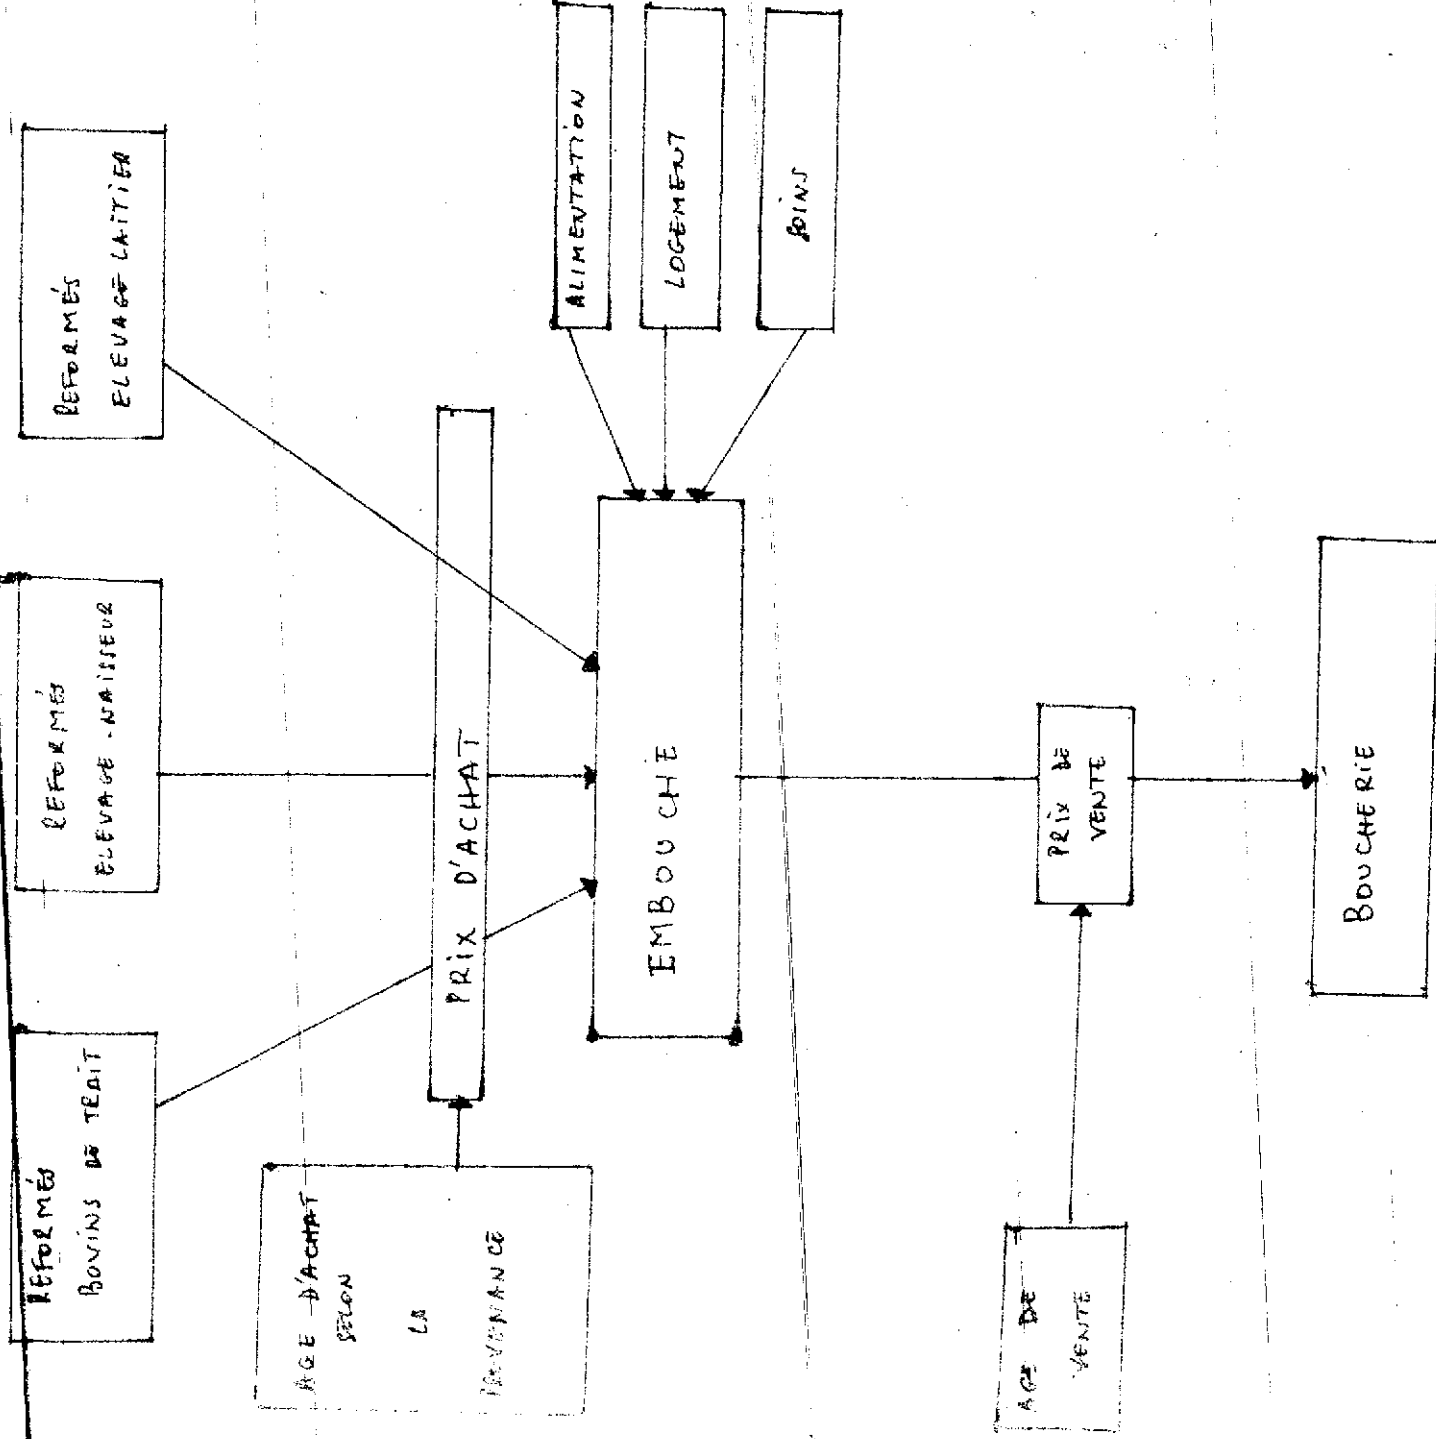 REFORMÉS
BOVINS DE TRAIT
REFORMÉS
ELEVAGE-NAISSEUR
REFORMÉS
ELEVAGE LAITIER
AGE D'ACHAT
SELON
LA
PROVENANCE
PRIX D'ACHAT
ALIMENTATION
LOGEMENT
SOINS
EMBOUCHE
AGE DE
VENTE
PRIX DE
VENTE
BOUCHERIE